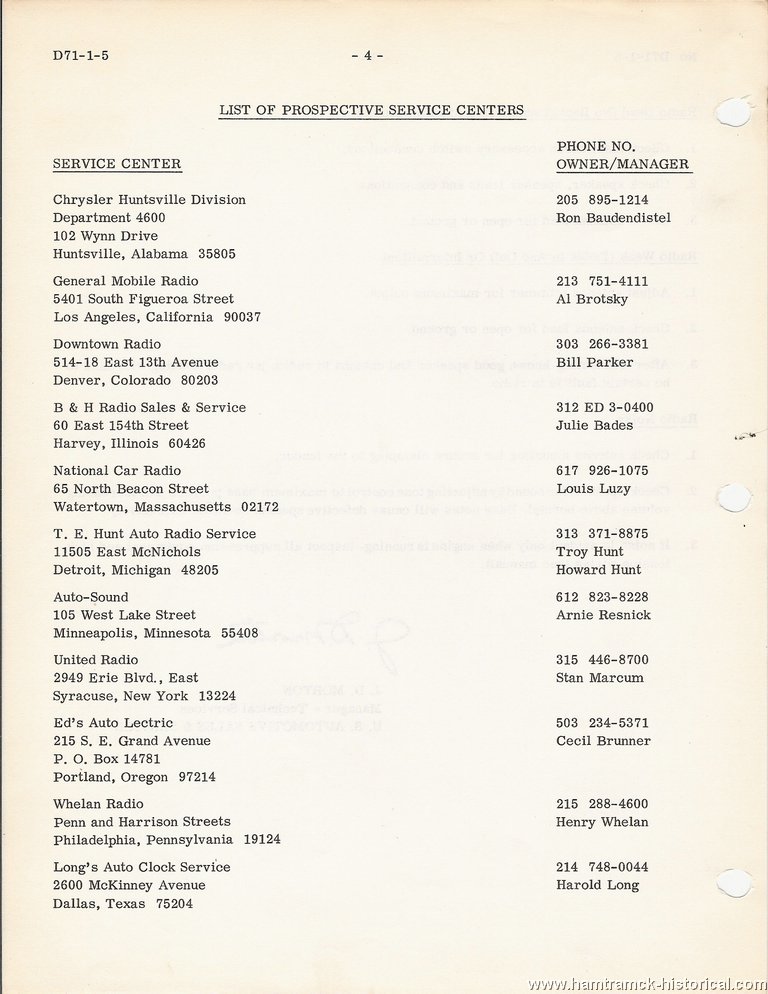 D71-1-5
- 4 -
LIST OF PROSPECTIVE SERVICE CENTERS
SERVICE CENTER
PHONE NO.
OWNER/MANAGER
Chrysler Huntsville Division 205 895-1214
Department 4600 Ron Baudendistel
102 Wynn Drive
Huntsville, Alabama 35805
General Mobile Radio 213 751-4111
5401 South Figueroa Street Al Brotsky
Los Angeles, California 90037
Downtown Radio 303 266-3381
514-18 East 13th Avenue Bill Parker
Denver, Colorado 80203
B & H Radio Sales & Service 312 ED 3-0400
60 East 154th Street Julie Bades
Harvey, Illinois 60426
National Car Radio 617 926-1075
65 North Beacon Street Louis Luzy
Watertown, Massachusetts 02172
T. E. Hunt Auto Radio Service 313 371-8875
11505 East McNichols Troy Hunt
Detroit, Michigan 48205 Howard Hunt
Auto-Sound 612 823-8228
105 West Lake Street Arnie Resnick
Minneapolis, Minnesota 55408
United Radio 315 446-8700
2949 Erie Blvd., East Stan Marcum
Syracuse, New York 13224
Ed's Auto Lectric 503 234-5371
215 S. E. Grand Avenue Cecil Brunner
P. O. Box 14781
Portland, Oregon 97214
Whelan Radio 215 288-4600
Penn and Harrison Streets Henry Whelan
Philadelphia, Pennsylvania 19124
Long's Auto Clock Service 214 748-0044
2600 McKinney Avenue Harold Long
Dallas, Texas 75204
www.hamtramck-historical.com